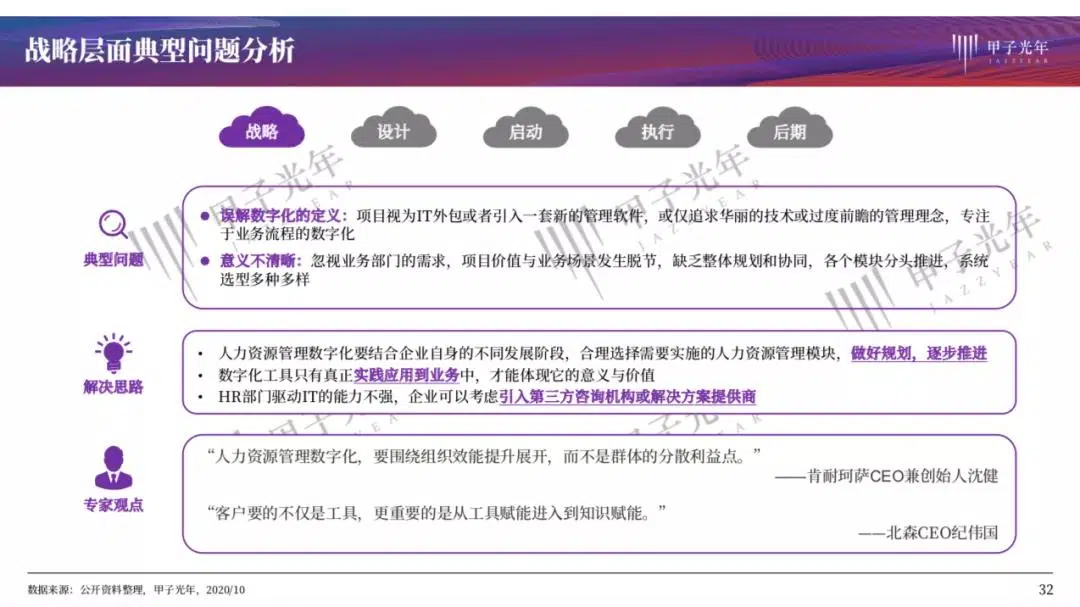 战略层面典型问题分析
甲子光年
JAZZYEAR
战略
设计
启动
执行
后期
典型问题
● 误解数字化的定义：项目视为IT外包或者引入一套新的管理软件，或仅追求华丽的技术或过度前瞻的管理理念，专注
于业务流程的数字化
● 意义不清晰：忽视业务部门的需求，项目价值与业务场景发生脱节，缺乏整体规划和协同，各个模块分头推进，系统
选型多种多样
解决思路
• 人力资源管理数字化要结合企业自身的不同发展阶段，合理选择需要实施的人力资源管理模块，做好规划，逐步推进
• 数字化工具只有真正实践应用到业务中，才能体现它的意义与价值
• HR部门驱动IT的能力不强，企业可以考虑引入第三方咨询机构或解决方案提供商
专家观点
“人力资源管理数字化，要围绕组织效能提升展开，而不是群体的分散利益点。”
——肯耐珂萨CEO兼创始人沈健
“客户要的不仅是工具，更重要的是从工具赋能进入到知识赋能。”
——北森CEO纪伟国
数据来源：公开资料整理，甲子光年，2020/10
32
甲子光年
JAZZYEAR
甲子光年
JAZZYEAR
甲子光年
JAZZYEAR